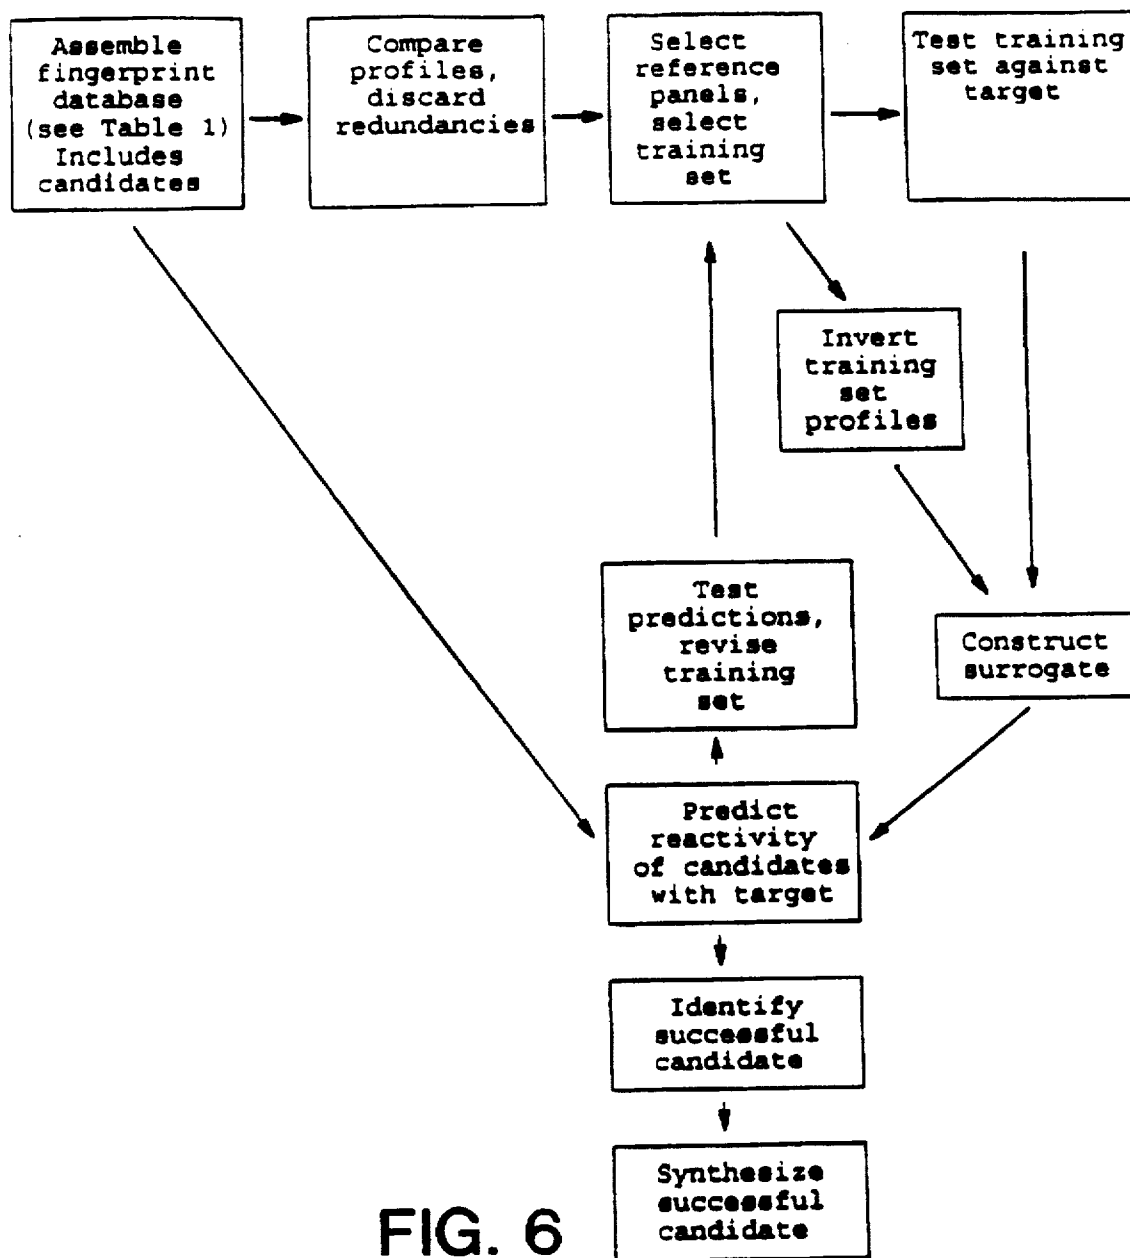 Assemble
fingerprint
database
(see Table 1)
Includes
candidates
Compare
profiles,
discard
redundancies
Select
reference
panels,
select
training
set
Test training
set against
target
Invert
training
set
profiles
Test
predictions,
revise
training
set
Construct
surrogate
Predict
reactivity
of candidates
with target
Identify
successful
candidate
Synthesize
successful
candidate
FIG. 6